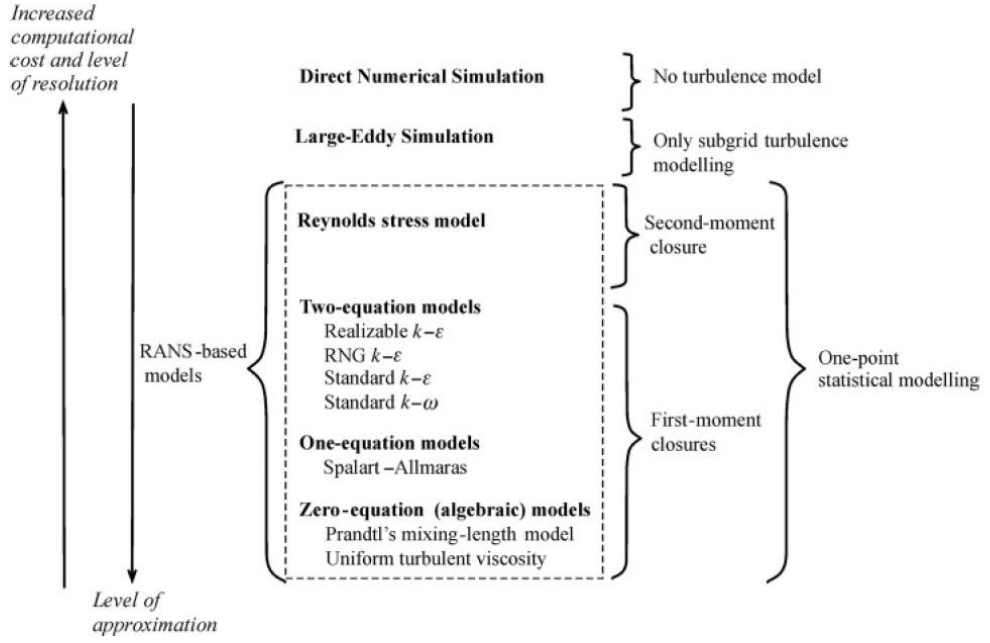 Increased
computational
cost and level
of resolution
Direct Numerical Simulation
No turbulence model
Large-Eddy Simulation
Only subgrid turbulence
modelling
Reynolds stress model
Second-moment
closure
Two-equation models
Realizable k–ε
RNG k–ε
Standard k–ε
Standard k–ω
RANS-based
models
One-point
statistical modelling
First-moment
closures
One-equation models
Spalart–Allmaras
Zero-equation (algebraic) models
Prandtl's mixing-length model
Uniform turbulent viscosity
Level of
approximation